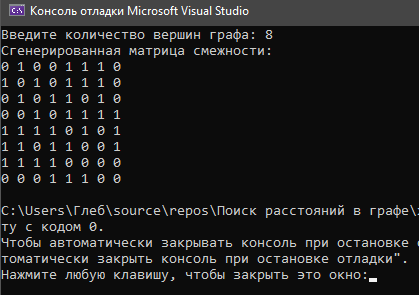 Консоль отладки Microsoft Visual Studio
Введите количество вершин графа: 8
Сгенерированная матрица смежности:
0 1 0 0 1 1 1 0
1 0 1 0 1 1 1 0
0 1 0 1 1 0 1 0
0 0 1 0 1 1 1 1
1 1 1 1 0 1 0 1
1 1 0 1 1 0 0 1
1 1 1 1 0 0 0 0
0 0 0 1 1 1 0 0
C:\Users\Глеб\source\repos\Поиск расстояний в графе\
ту с кодом 0.
Чтобы автоматически закрывать консоль при остановке
томатически закрыть консоль при остановке отладки".
Нажмите любую клавишу, чтобы закрыть это окно: